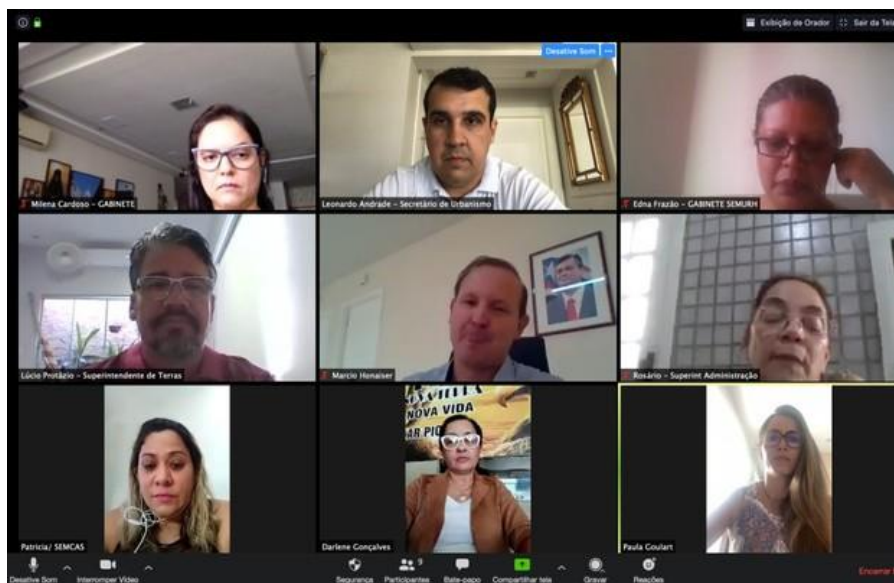 Exibição de Orador
Sair da Tela
Desative Som ...
Milena Cardoso - GABINETE
Leonardo Andrade - Secretário de Urbanismo
Edna Frazão - GABINETE SEMURH
Lúcio Protázio - Superintendente de Terras
Marcio Honaiser
Rosário - Superint Administração
NOVA VIDA
Patricia/ SEMCAS
Darlene Gonçalves
Paula Goulart
9
Desative Som
Interromper Vídeo
Segurança
Participantes
Bate-papo
Compartilhar tela
Gravar
Reações
Encerrar